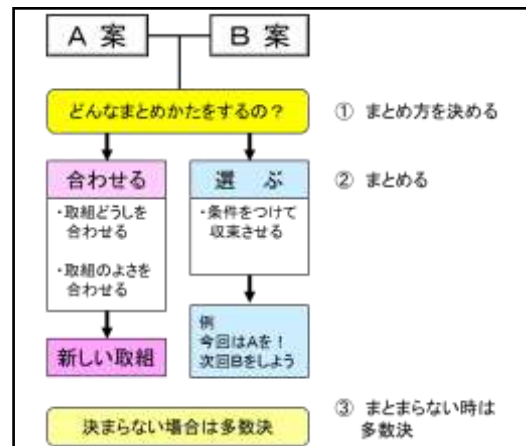 A 案
B 案
どんなまとめかたをするの？
① まとめ方を決める
合わせる
・取組どうしを
合わせる
・取組のよさを
合わせる
新しい取組
選 ぶ
・条件をつけて
収束させる
② まとめる
例
今回はAを！
次回Bをしよう
決まらない場合は多数決
③ まとまらない時は
多数決